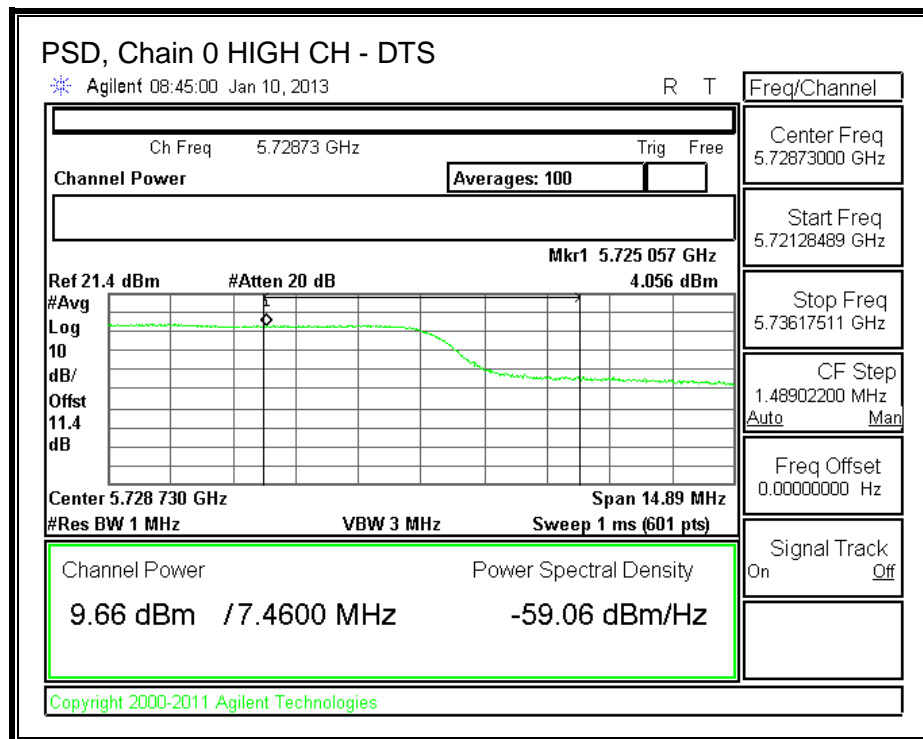 PSD, Chain 0 HIGH CH - DTS
Agilent 08:45:00 Jan 10, 2013 R T
Ch Freq 5.72873 GHz Trig Free
Channel Power Averages: 100
Mkr1 5.725 057 GHz
Ref 21.4 dBm #Atten 20 dB 4.056 dBm
#Avg
Log
10
dB/
Offst
11.4
dB
1
Center 5.728 730 GHz Span 14.89 MHz
#Res BW 1 MHz VBW 3 MHz Sweep 1 ms (601 pts)
Channel Power Power Spectral Density
9.66 dBm / 7.4600 MHz -59.06 dBm/Hz
Copyright 2000-2011 Agilent Technologies
Freq/Channel
Center Freq
5.72873000 GHz
Start Freq
5.72128489 GHz
Stop Freq
5.73617511 GHz
CF Step
1.48902200 MHz
Auto Man
Freq Offset
0.00000000 Hz
Signal Track
On Off